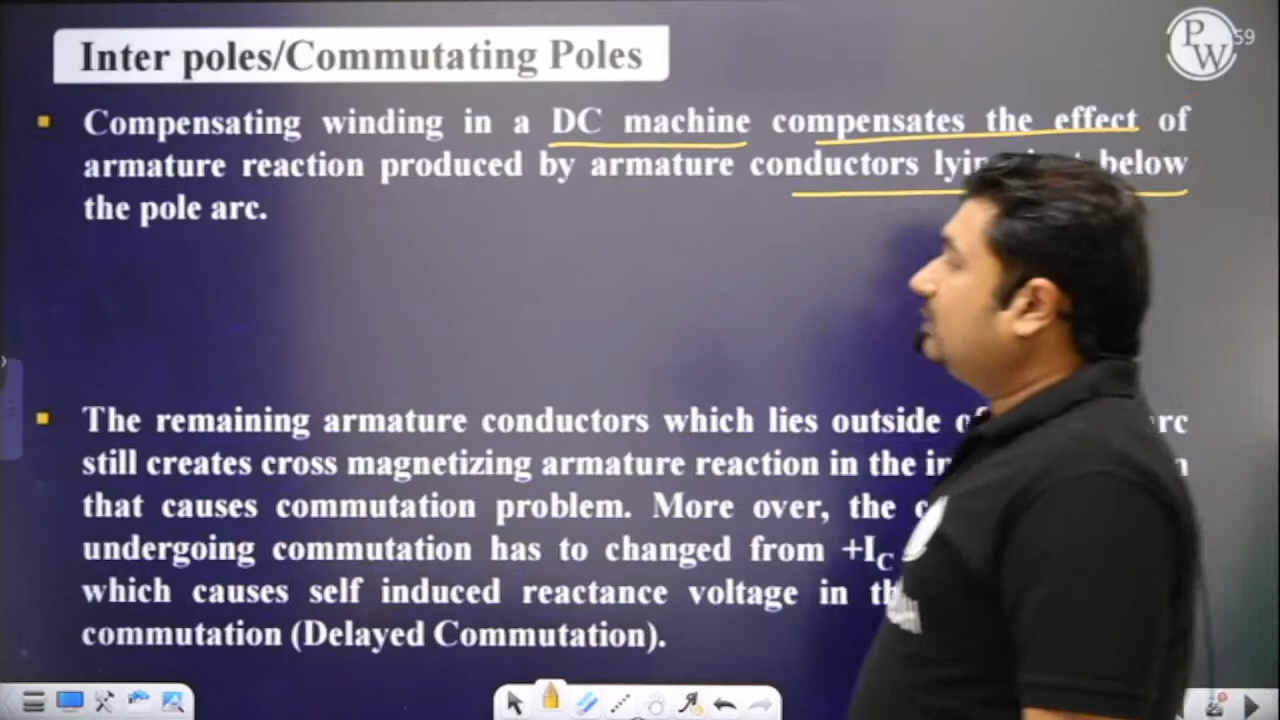 Inter poles/Commutating Poles
P
W
59
Compensating winding in a DC machine compensates the effect of
armature reaction produced by armature conductors below
the pole arc.
The remaining armature conductors which lies outside
still creates cross magnetizing armature reaction in the
that causes commutation problem. More over, the
undergoing commutation has to changed from +IC
which causes self induced reactance voltage in
commutation (Delayed Commutation).